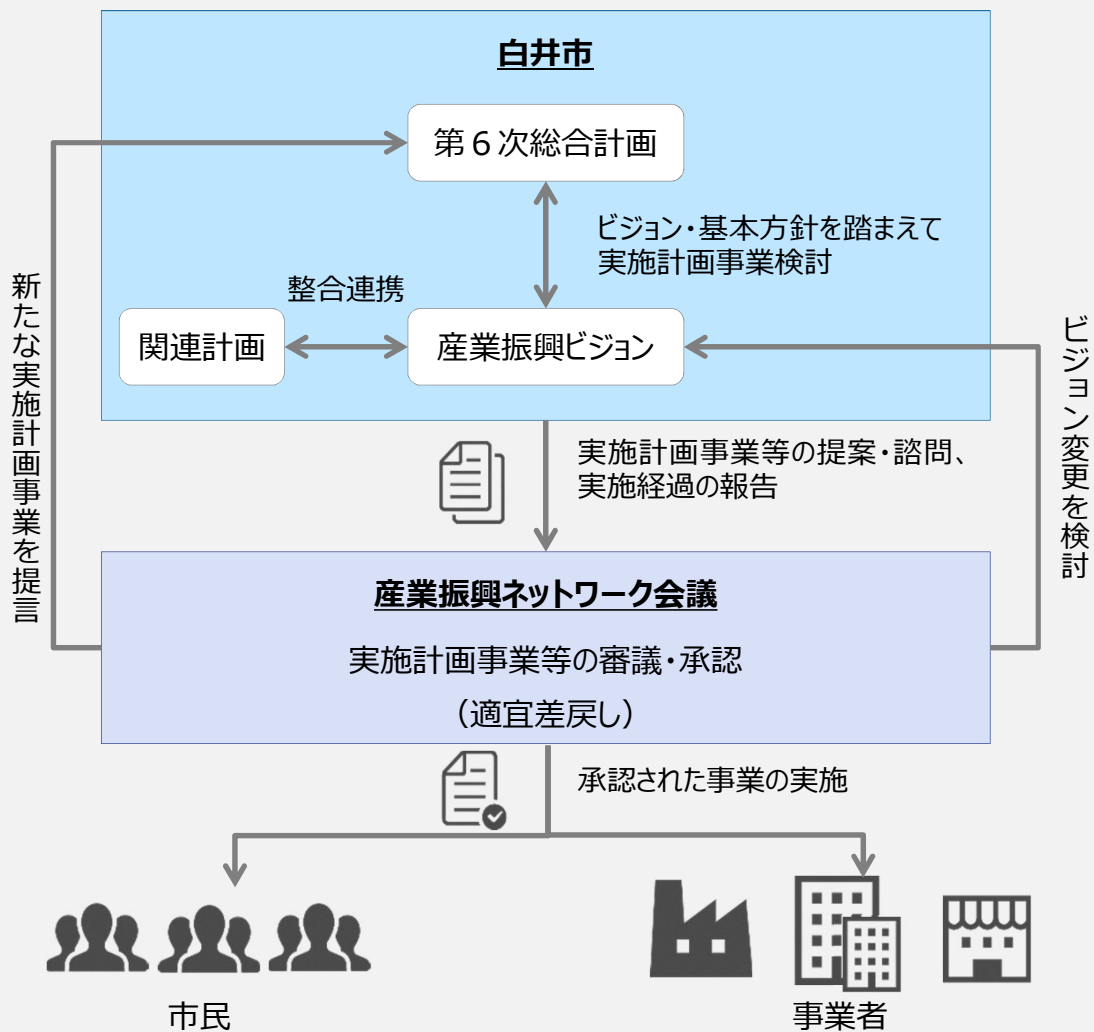 白井市
第６次総合計画
ビジョン・基本方針を踏まえて
実施計画事業検討
整合連携
関連計画
産業振興ビジョン
新たな実施計画事業を提言
ビジョン変更を検討
実施計画事業等の提案・諮問、
実施経過の報告
産業振興ネットワーク会議
実施計画事業等の審議・承認
（適宜差戻し）
承認された事業の実施
市民
事業者